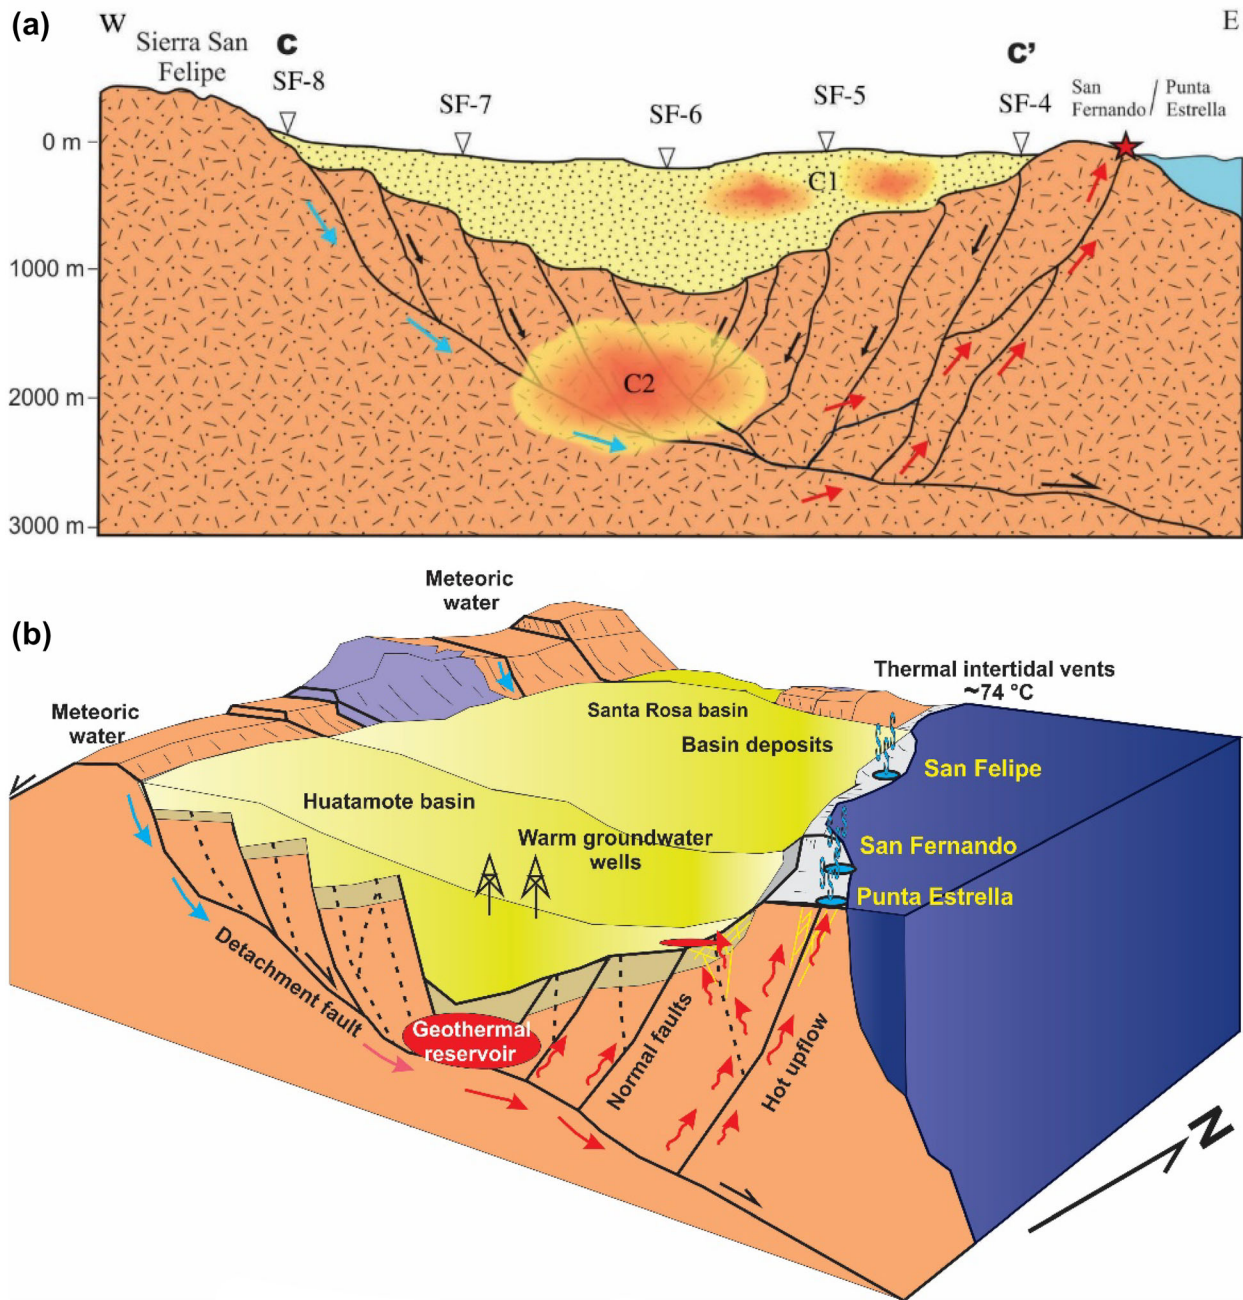 (a)
W
E
Sierra San
Felipe
C
SF-8
SF-7
SF-6
SF-5
C'
SF-4
San
Fernando
/
Punta
Estrella
0 m
1000 m
2000 m
3000 m
C1
C2
(b)
Meteoric
water
Meteoric
water
Thermal intertidal vents
~74 °C
Santa Rosa basin
Basin deposits
San Felipe
Huatamote basin
Warm groundwater
wells
San Fernando
Punta Estrella
Detachment fault
Geothermal
reservoir
Normal faults
Hot upflow
N